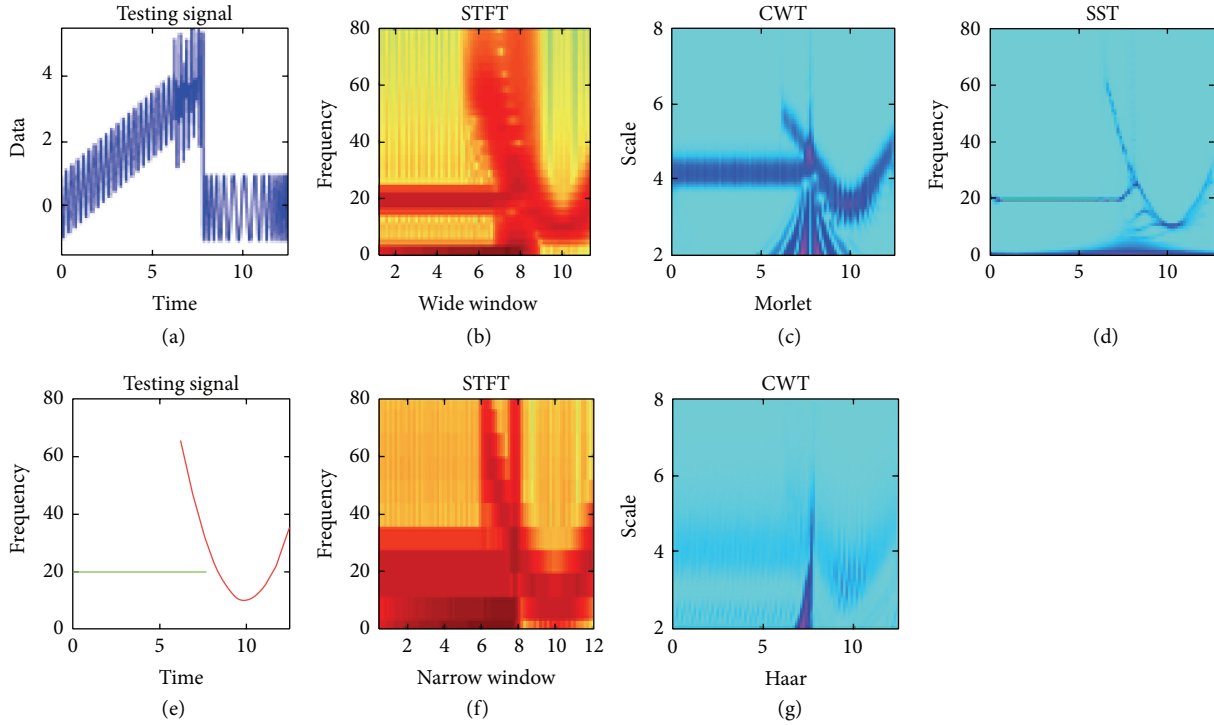 Testing signal
Data
4
2
0
0 5 10
Time
(a)
STFT
Frequency
80
60
40
20
0
2 4 6 8 10
Wide window
(b)
CWT
Scale
8
6
4
2
0 5 10
Morlet
(c)
SST
Frequency
80
60
40
20
0
0 5 10
(d)
Testing signal
Frequency
80
60
40
20
0
0 5 10
Time
(e)
STFT
Frequency
80
60
40
20
0
2 4 6 8 10 12
Narrow window
(f)
CWT
Scale
8
6
4
2
0 5 10
Haar
(g)